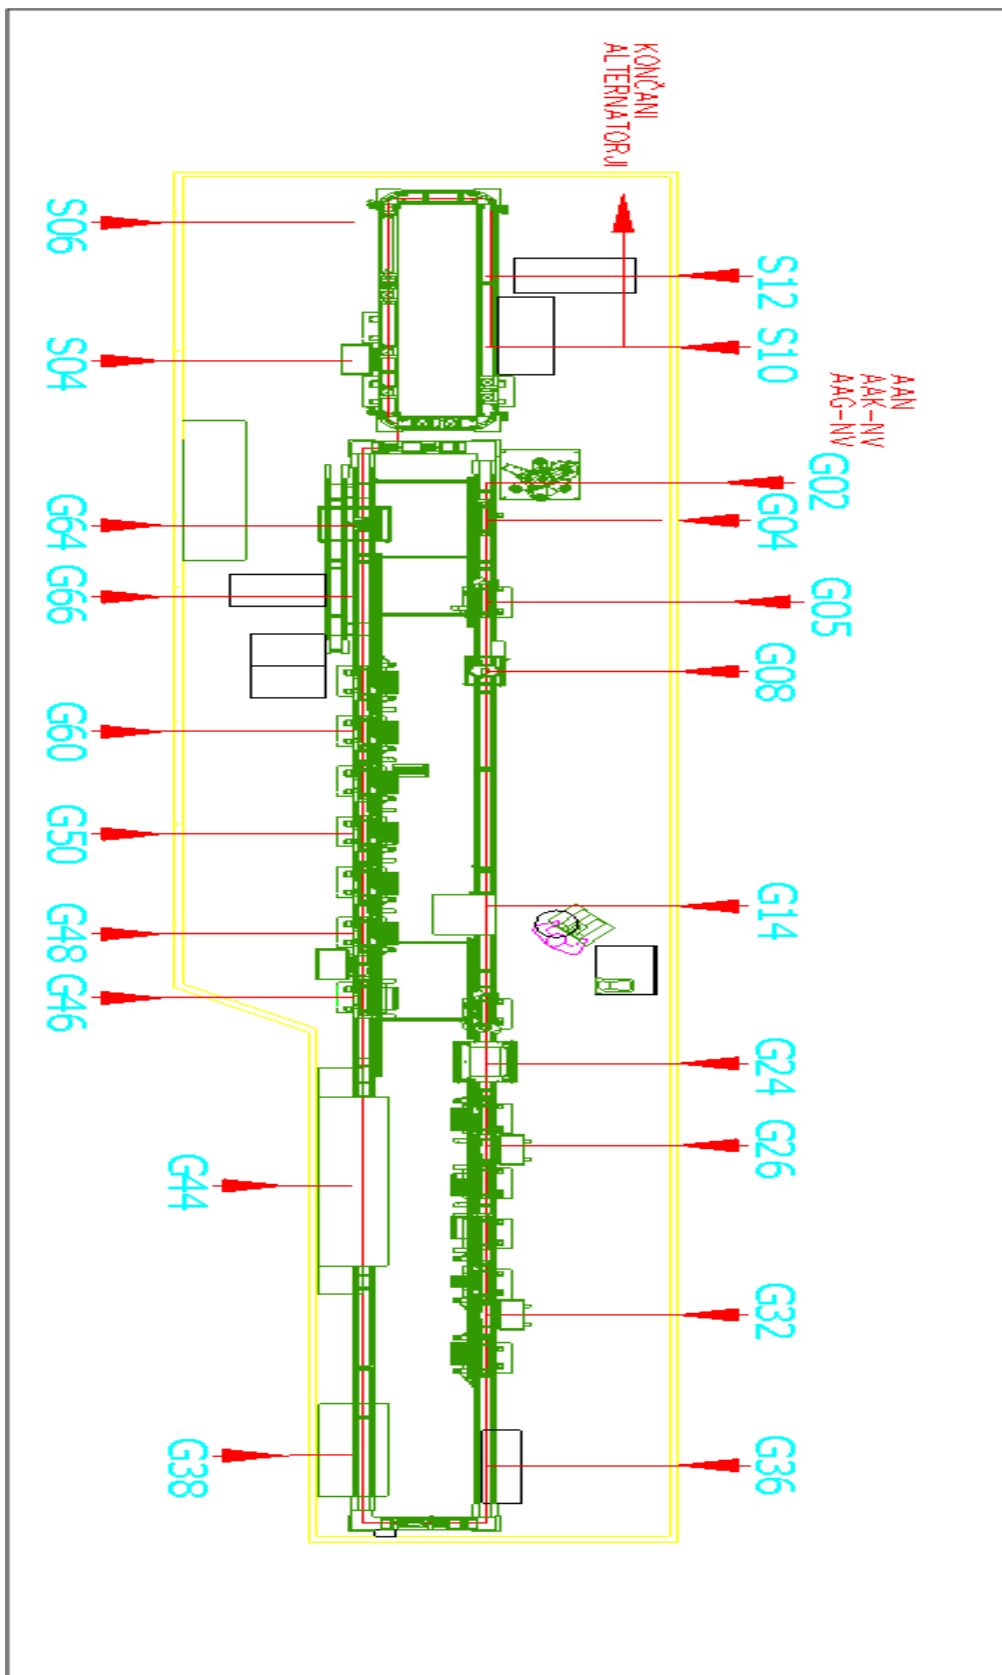 AAN
AAK-NV
AAG-NV
G02
G05
S12
S10
G04
G08
G14
G24
G26
G32
G36
KONČANI
ALTERNATORJI
G44
G38
S06
S04
G64
G66
G60
G50
G48
G46